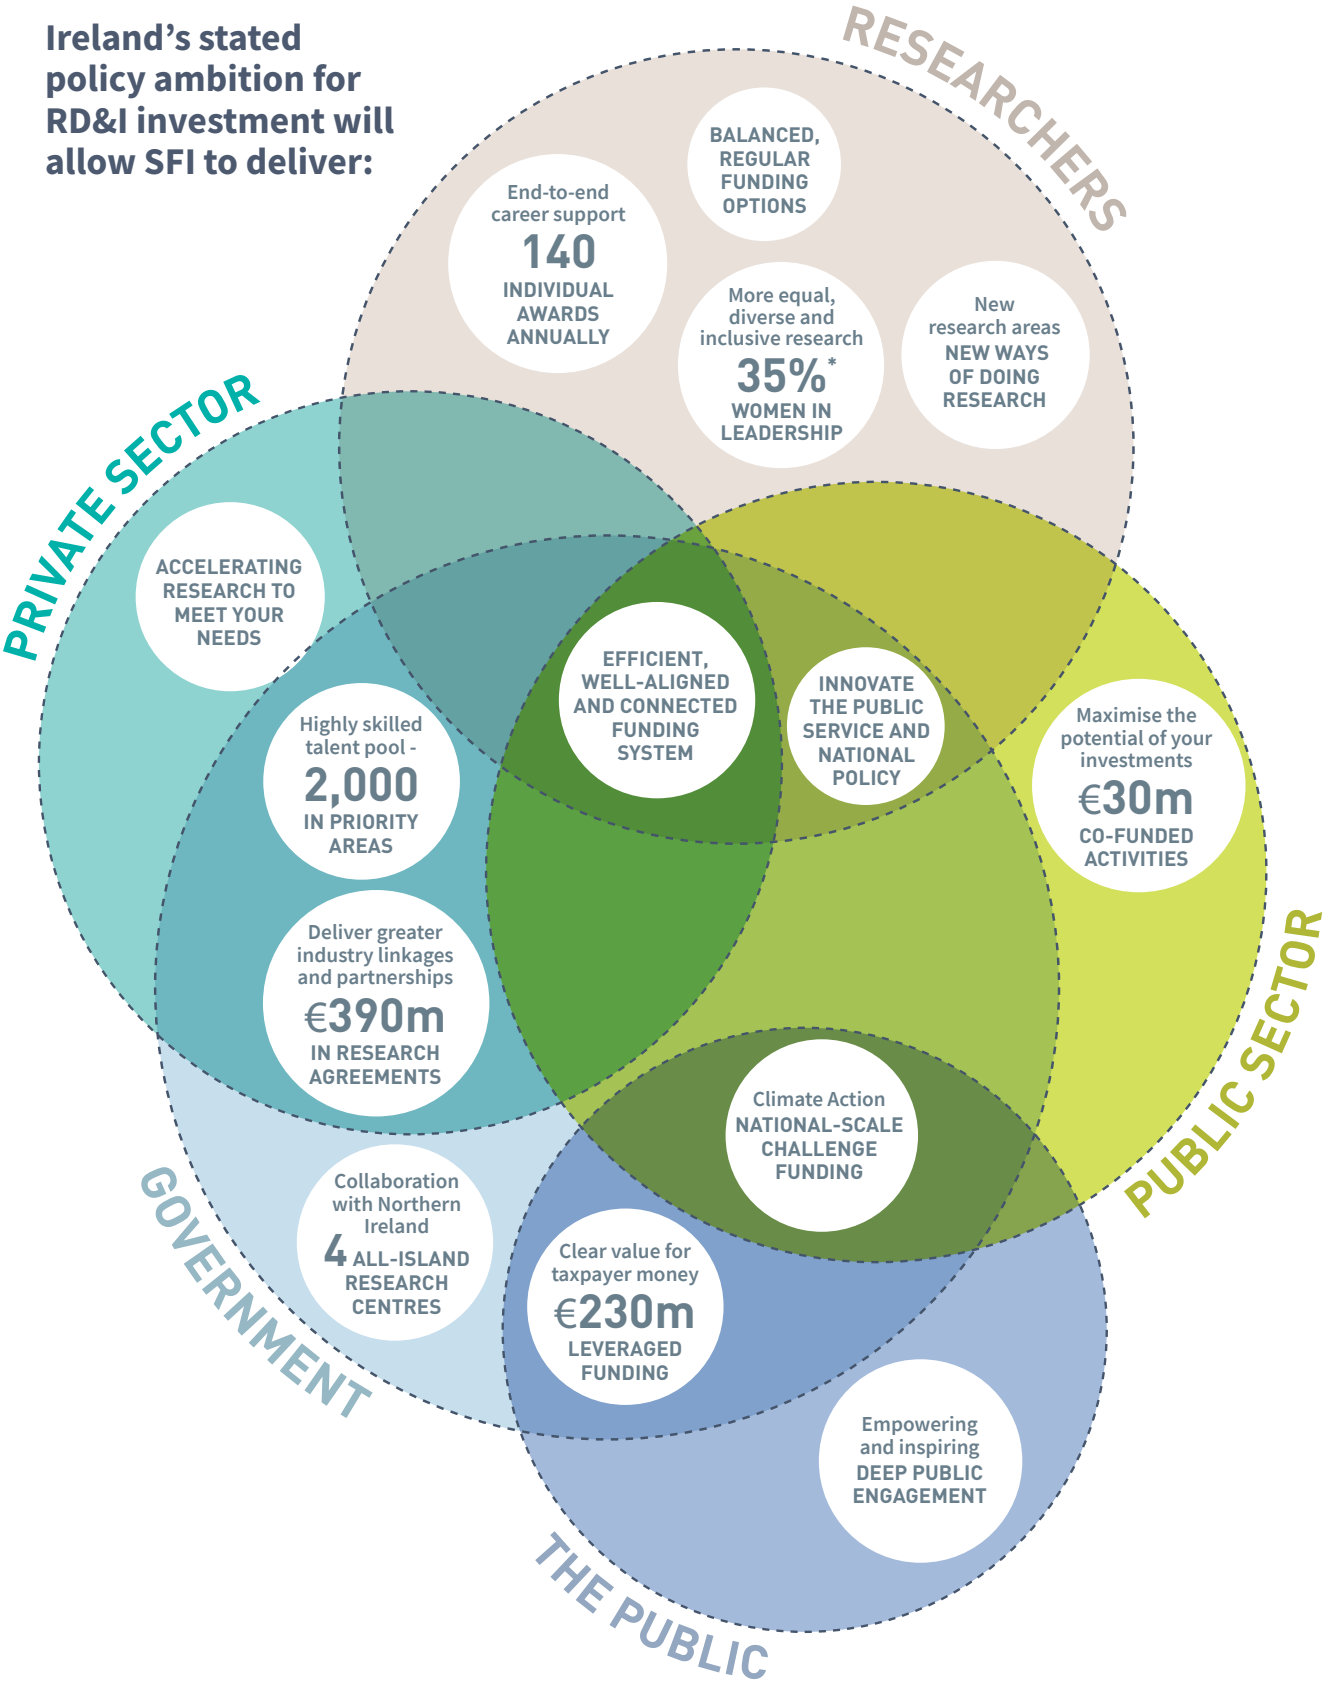 Ireland’s stated
policy ambition for
RD&I investment will
allow SFI to deliver:
RESEARCHERS
BALANCED,
REGULAR
FUNDING
OPTIONS
End-to-end
career support
140
INDIVIDUAL
AWARDS
ANNUALLY
More equal,
diverse and
inclusive research
35%*
WOMEN IN
LEADERSHIP
New
research areas
NEW WAYS
OF DOING
RESEARCH
PRIVATE SECTOR
ACCELERATING
RESEARCH TO
MEET YOUR
NEEDS
EFFICIENT,
WELL-ALIGNED
AND CONNECTED
FUNDING
SYSTEM
INNOVATE
THE PUBLIC
SERVICE AND
NATIONAL
POLICY
Highly skilled
talent pool -
2,000
IN PRIORITY
AREAS
Maximise the
potential of your
investments
€30m
CO-FUNDED
ACTIVITIES
Deliver greater
industry linkages
and partnerships
€390m
IN RESEARCH
AGREEMENTS
PUBLIC SECTOR
Climate Action
NATIONAL-SCALE
CHALLENGE
FUNDING
GOVERNMENT
Collaboration
with Northern
Ireland
4 ALL-ISLAND
RESEARCH
CENTRES
Clear value for
taxpayer money
€230m
LEVERAGED
FUNDING
Empowering
and inspiring
DEEP PUBLIC
ENGAGEMENT
THE PUBLIC